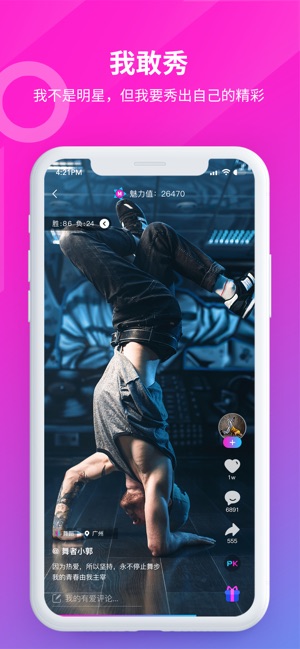 我敢秀
我不是明星，但我要秀出自己的精彩
4:21PM
M 魅力值：26470
胜:86 负:24
1w
6891
555
广州
舞者小郭
PK
因为热爱，所以坚持，永不停止舞步
我的青春由我主宰
我的有爱评论...